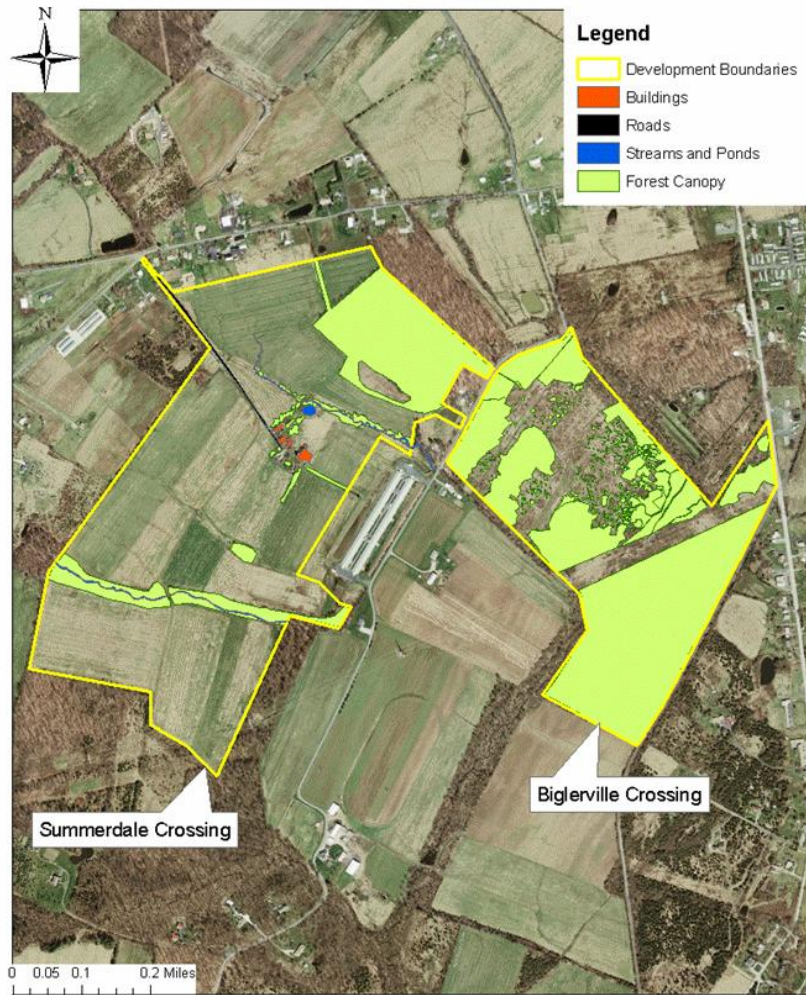 N
Legend
Development Boundaries
Buildings
Roads
Streams and Ponds
Forest Canopy
Biglerville Crossing
Summerdale Crossing
0 0.05 0.1 0.2 Miles